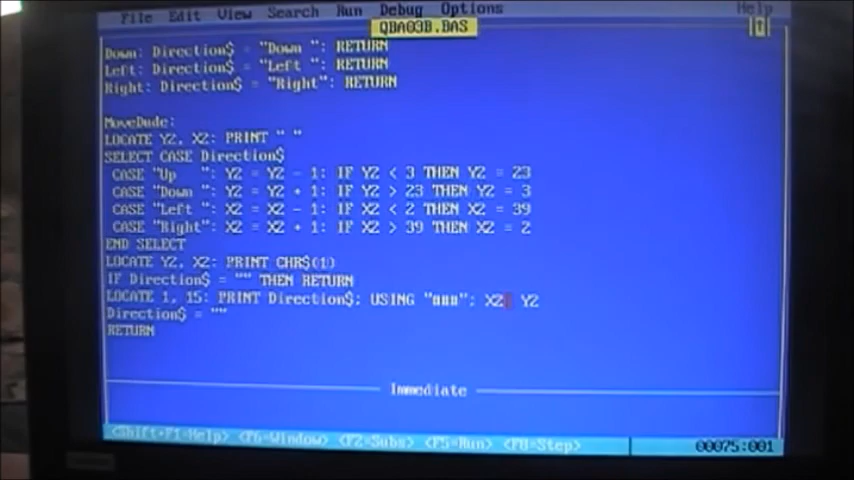 File Edit View Search Run Debug Options Help
QBA03B.BAS
Down: Direction$ = "Down ": RETURN
Left: Direction$ = "Left ": RETURN
Right: Direction$ = "Right": RETURN
MoveDude:
LOCATE Y2, X2: PRINT " "
SELECT CASE Direction$
CASE "Up   ": Y2 = Y2 - 1: IF Y2 < 3 THEN Y2 = 23
CASE "Down ": Y2 = Y2 + 1: IF Y2 > 23 THEN Y2 = 3
CASE "Left ": X2 = X2 - 1: IF X2 < 2 THEN X2 = 39
CASE "Right": X2 = X2 + 1: IF X2 > 39 THEN X2 = 2
END SELECT
LOCATE Y2, X2: PRINT CHR$(1)
IF Direction$ = "" THEN RETURN
LOCATE 1, 15: PRINT Direction$; USING "###"; X2; Y2
Direction$ = ""
RETURN
Immediate
<Shift+F1=Help> <F6=Window> <F2=Subs> <F5=Run> <F8=Step> 00075:001